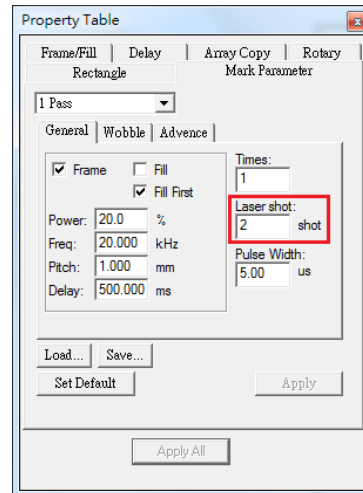 Property Table
Frame/Fill Delay Array Copy Rotary
Rectangle Mark Parameter
1 Pass
General Wobble Advence
Frame Fill
Fill First
Power: 20.0 %
Freq: 20.000 kHz
Pitch: 1.000 mm
Delay: 500.000 ms
Times:
1
Laser shot:
2 shot
Pulse Width:
5.00 us
Load... Save...
Set Default Apply
Apply All